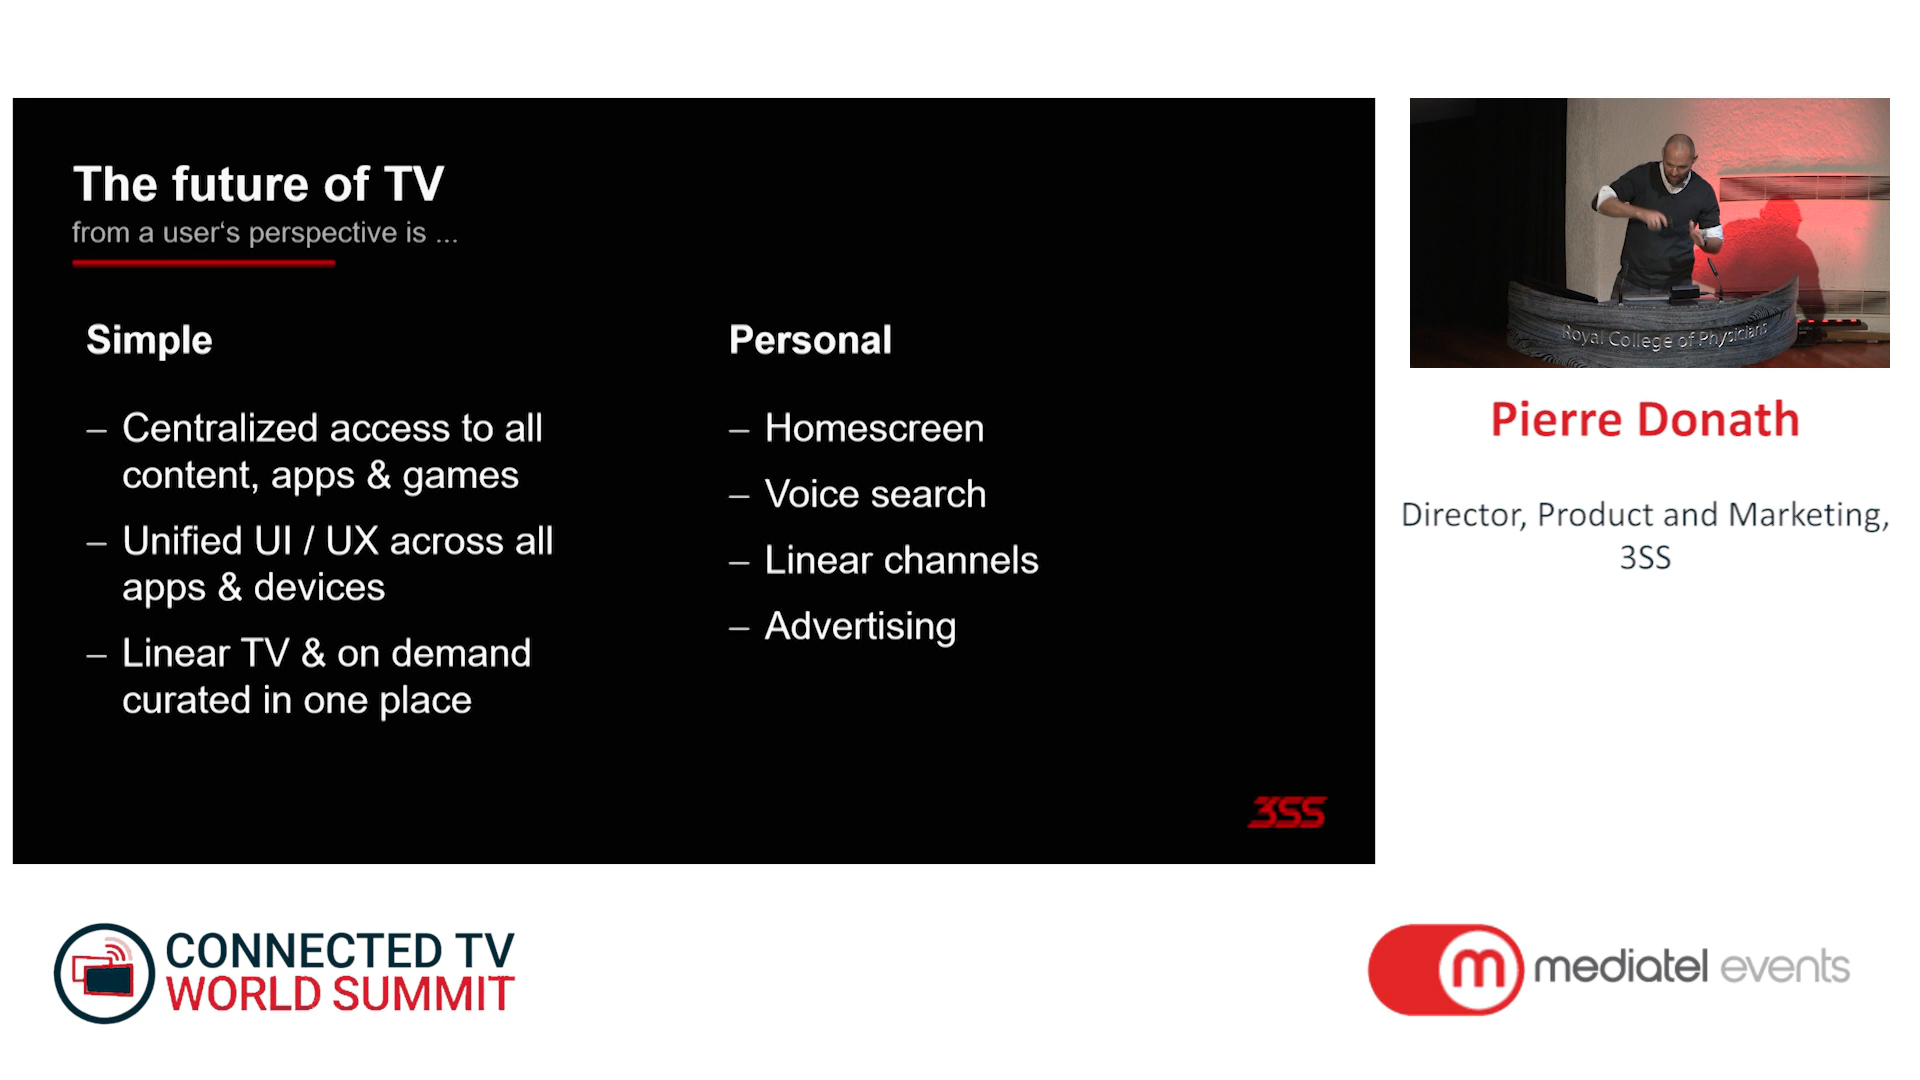 The future of TV
from a user‘s perspective is ...
Simple
– Centralized access to all
content, apps & games
– Unified UI / UX across all
apps & devices
– Linear TV & on demand
curated in one place
Personal
– Homescreen
– Voice search
– Linear channels
– Advertising
3SS
Royal College of Physicians
Pierre Donath
Director, Product and Marketing,
3SS
CONNECTED TV
WORLD SUMMIT
m mediatel events